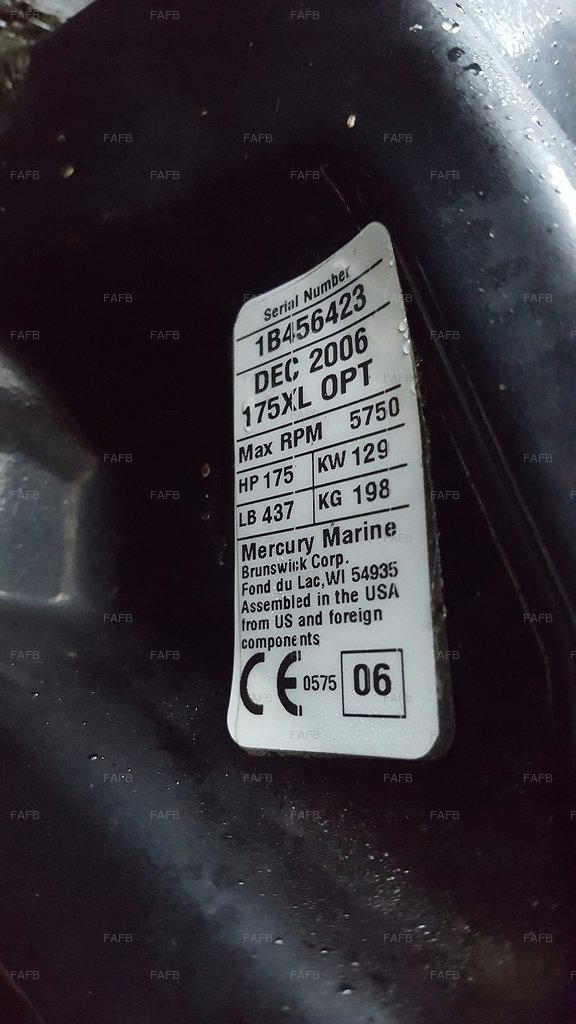 Serial Number
1B456423
DEC 2006
175XL OPT
Max RPM 5750
HP 175 KW 129
LB 437 KG 198
Mercury Marine
Brunswick Corp.
Fond du Lac,WI 54935
Assembled in the USA
from US and foreign
components
CE 0575 06
FAFB